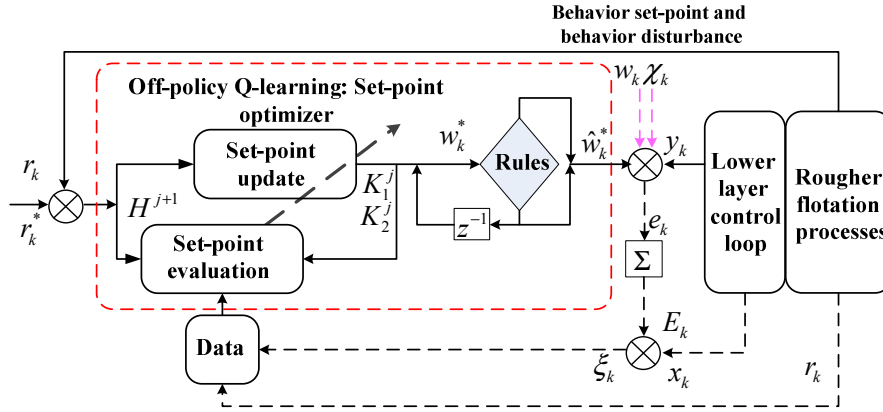 Behavior set-point and
behavior disturbance
Off-policy Q-learning: Set-point
optimizer
w_k χ_k
r_k
r_k^*
H^{j+1}
Set-point
update
K_1^j
K_2^j
w_k^*
Rules
ŵ_k^*
y_k
z^{-1}
Set-point
evaluation
e_k
Σ
Lower
layer
control
loop
Rougher
flotation
processes
Data
E_k
ξ_k
x_k
r_k